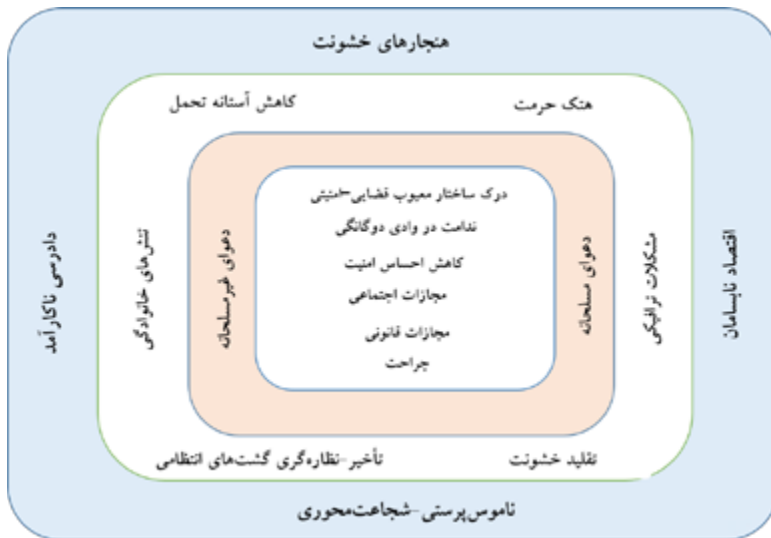 هنجارهای خشونت
هتک حرمت
کاهش آستانه تحمل
درک ساختار معیوب قضایی-امنیتی
ندامت در وادی دوگانگی
کاهش احساس امنیت
مجازات اجتماعی
مجازات قانونی
جراحت
اقتصاد نابسامان
مشکلات ترافیکی
دعوای مسلحانه
دعوای غیرمسلحانه
تنش‌های خانوادگی
دادرسی ناکارآمد
تقلید خشونت
تأخیر-نظاره‌گری گشت‌های انتظامی
ناموس‌پرستی-شجاعت‌محوری